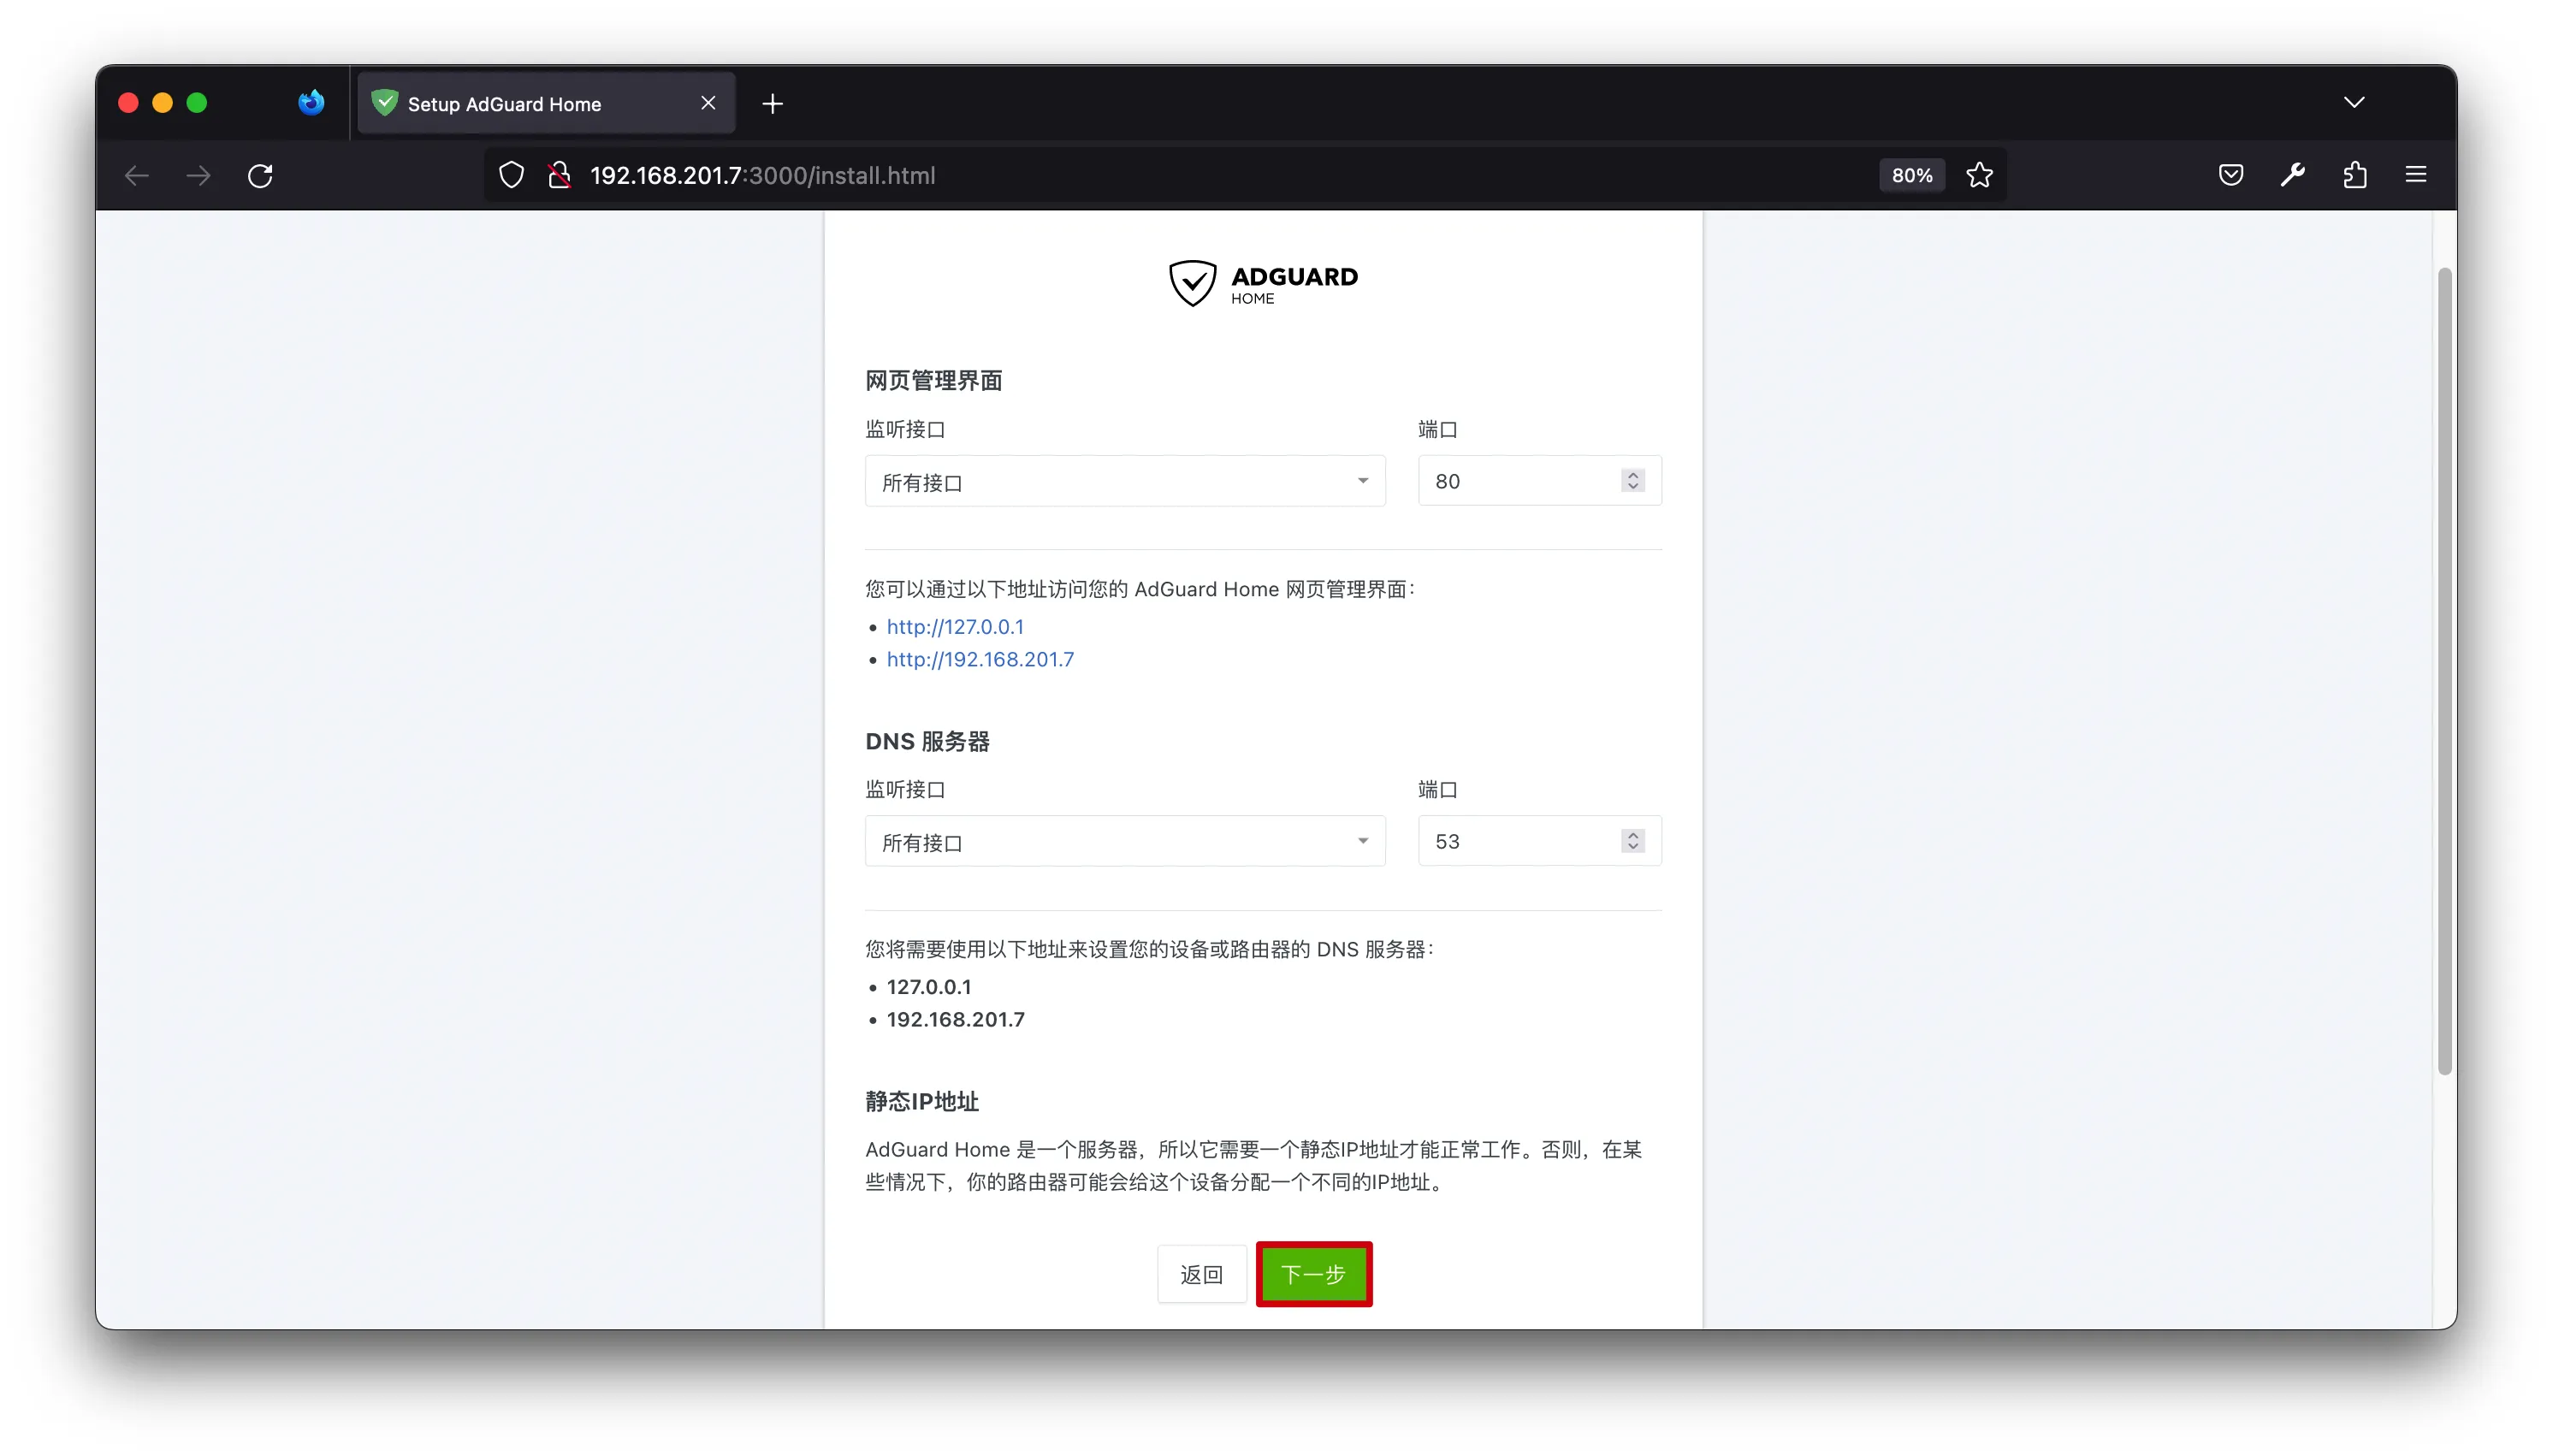 Setup AdGuard Home
192.168.201.7:3000/install.html
80%
ADGUARD
HOME
网页管理界面
监听接口
端口
所有接口
80
您可以通过以下地址访问您的 AdGuard Home 网页管理界面：
http://127.0.0.1
http://192.168.201.7
DNS 服务器
监听接口
端口
所有接口
53
您将需要使用以下地址来设置您的设备或路由器的 DNS 服务器：
127.0.0.1
192.168.201.7
静态IP地址
AdGuard Home 是一个服务器，所以它需要一个静态IP地址才能正常工作。否则，在某
些情况下，你的路由器可能会给这个设备分配一个不同的IP地址。
返回
下一步